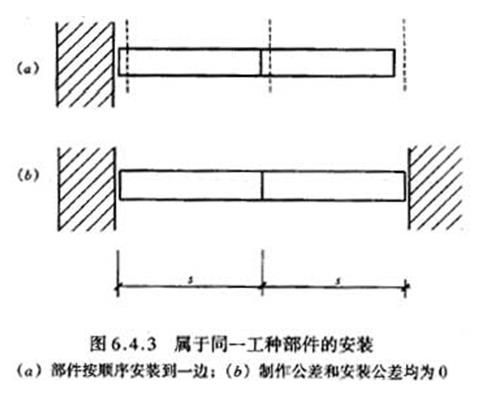 (a)
(b)
s s
图 6.4.3 属于同一工种部件的安装
(a) 部件按顺序安装到一边；(b) 制作公差和安装公差均为 0